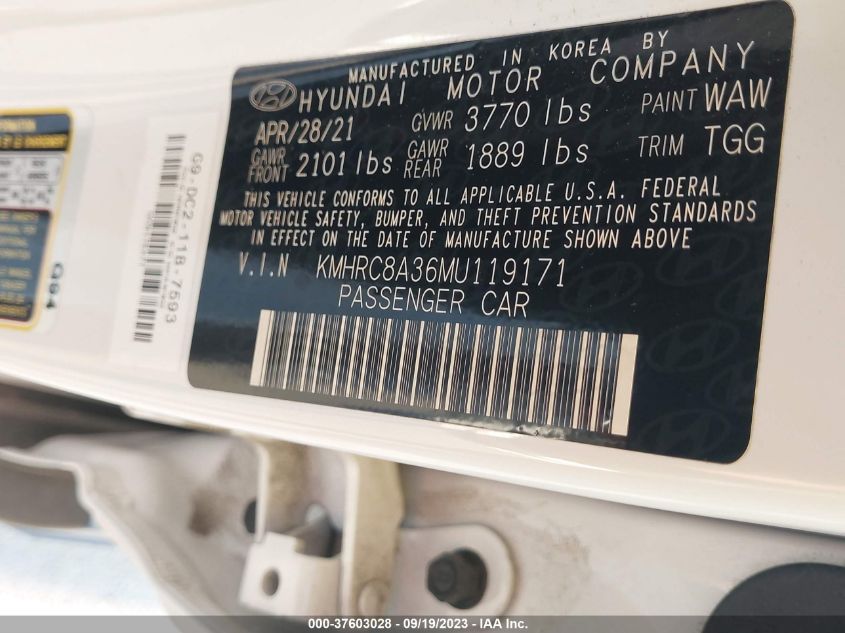 MANUFACTURED IN KOREA BY
HYUNDAI MOTOR COMPANY
APR/28/21 GVWR 3770 lbs PAINT WAW
GAWR FRONT 2101 lbs GAWR REAR 1889 lbs TRIM TGG
THIS VEHICLE CONFORMS TO ALL APPLICABLE U.S.A. FEDERAL
MOTOR VEHICLE SAFETY, BUMPER, AND THEFT PREVENTION STANDARDS
IN EFFECT ON THE DATE OF MANUFACTURE SHOWN ABOVE
V.I.N KMHRC8A36MU119171
PASSENGER CAR
G9-DC2-118-7593
Q94
000-37603028 - 09/19/2023 - IAA Inc.